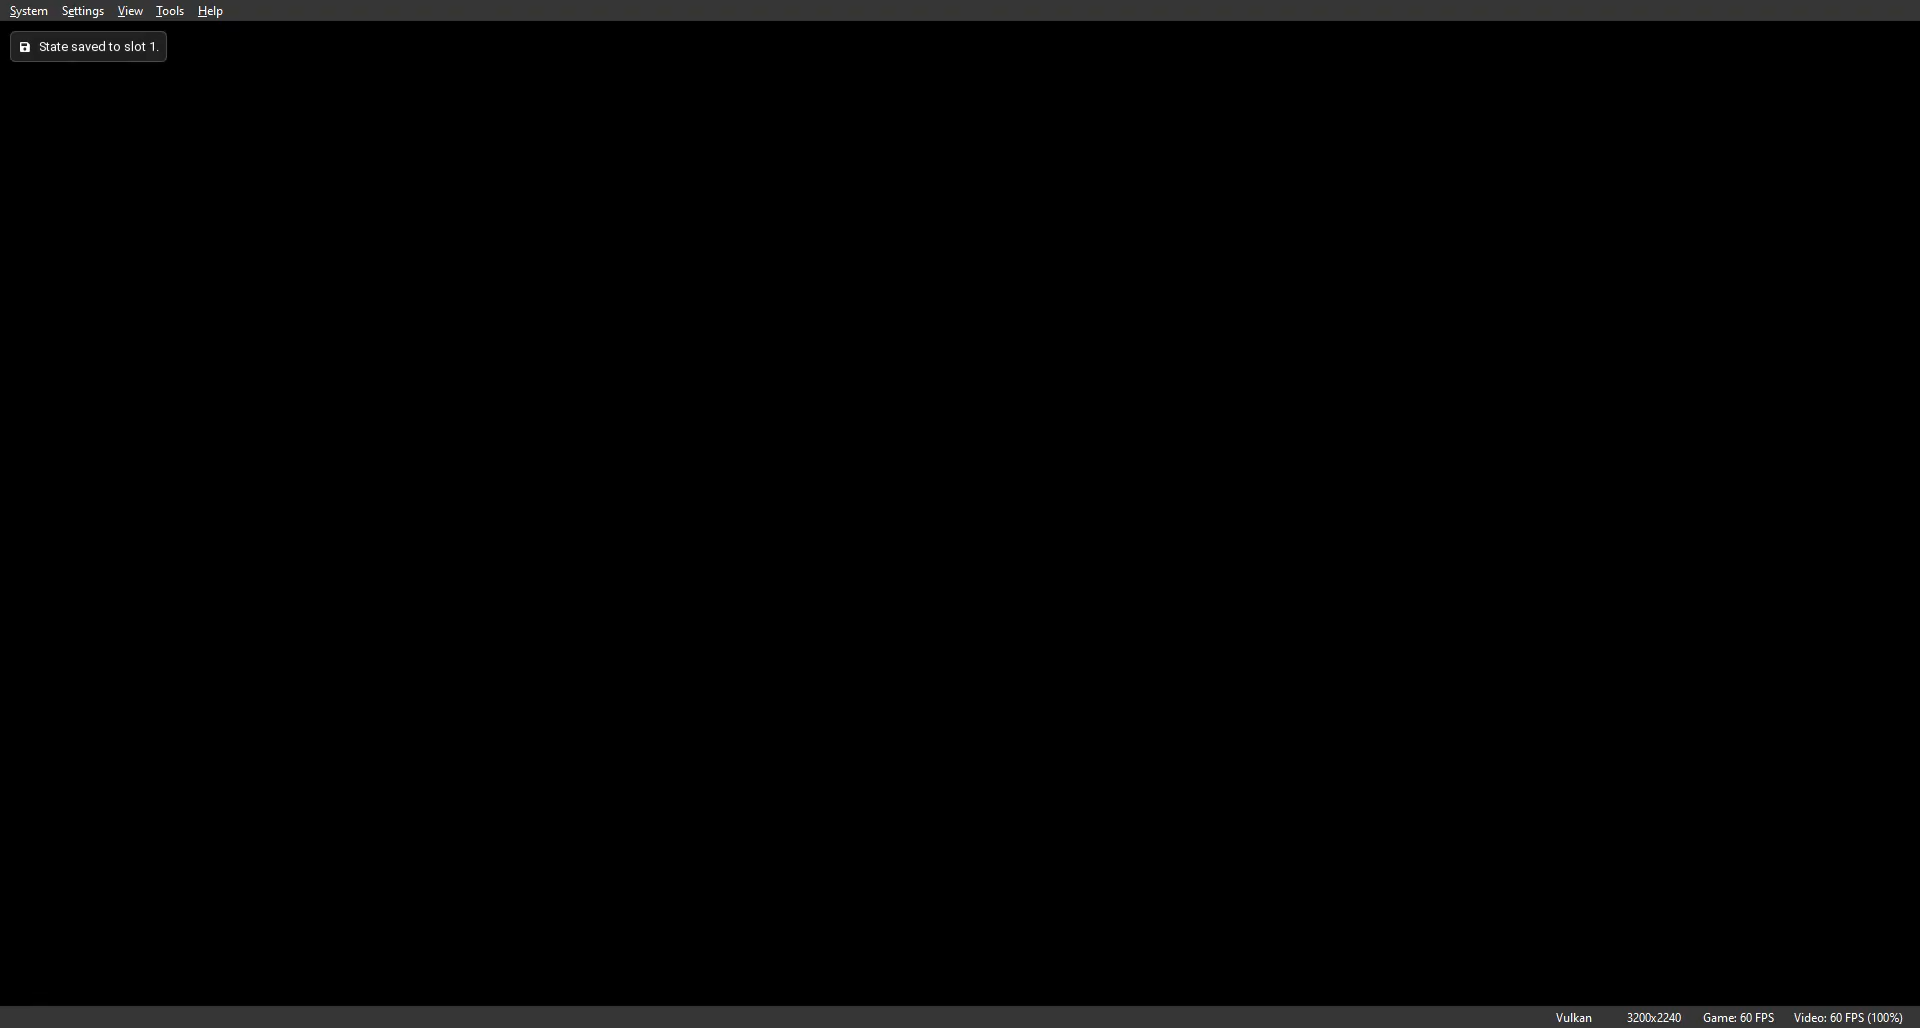 System Settings View Tools Help
State saved to slot 1.
Vulkan 3200x2240 Game: 60 FPS Video: 60 FPS (100%)